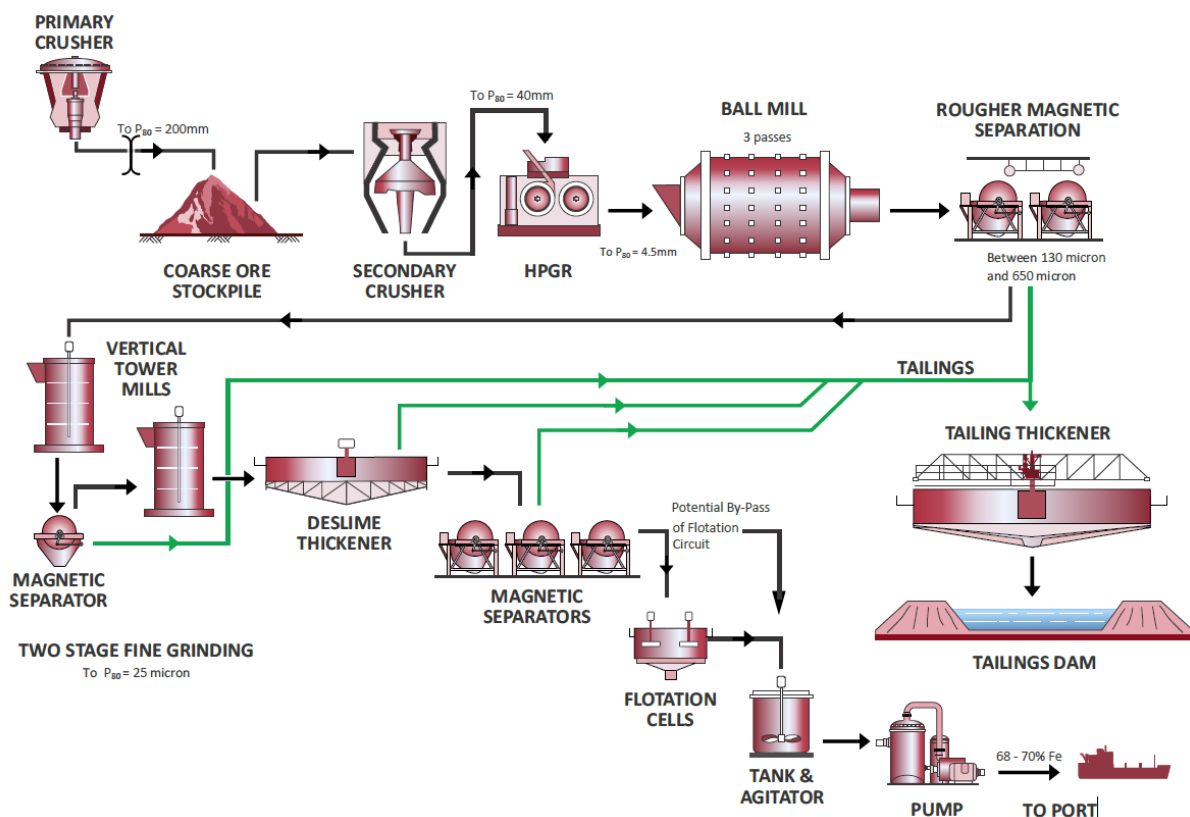 PRIMARY
CRUSHER
To P₈₀ = 200mm
COARSE ORE
STOCKPILE
SECONDARY
CRUSHER
To P₈₀ = 40mm
HPGR
To P₈₀ = 4.5mm
BALL MILL
3 passes
ROUGHER MAGNETIC
SEPARATION
Between 130 micron
and 650 micron
VERTICAL
TOWER
MILLS
MAGNETIC
SEPARATOR
TWO STAGE FINE GRINDING
To P₈₀ = 25 micron
DESLIME
THICKENER
MAGNETIC
SEPARATORS
TAILINGS
TAILING THICKENER
TAILINGS DAM
Potential By-Pass
of Flotation
Circuit
FLOTATION
CELLS
TANK &
AGITATOR
PUMP
68 - 70% Fe
TO PORT